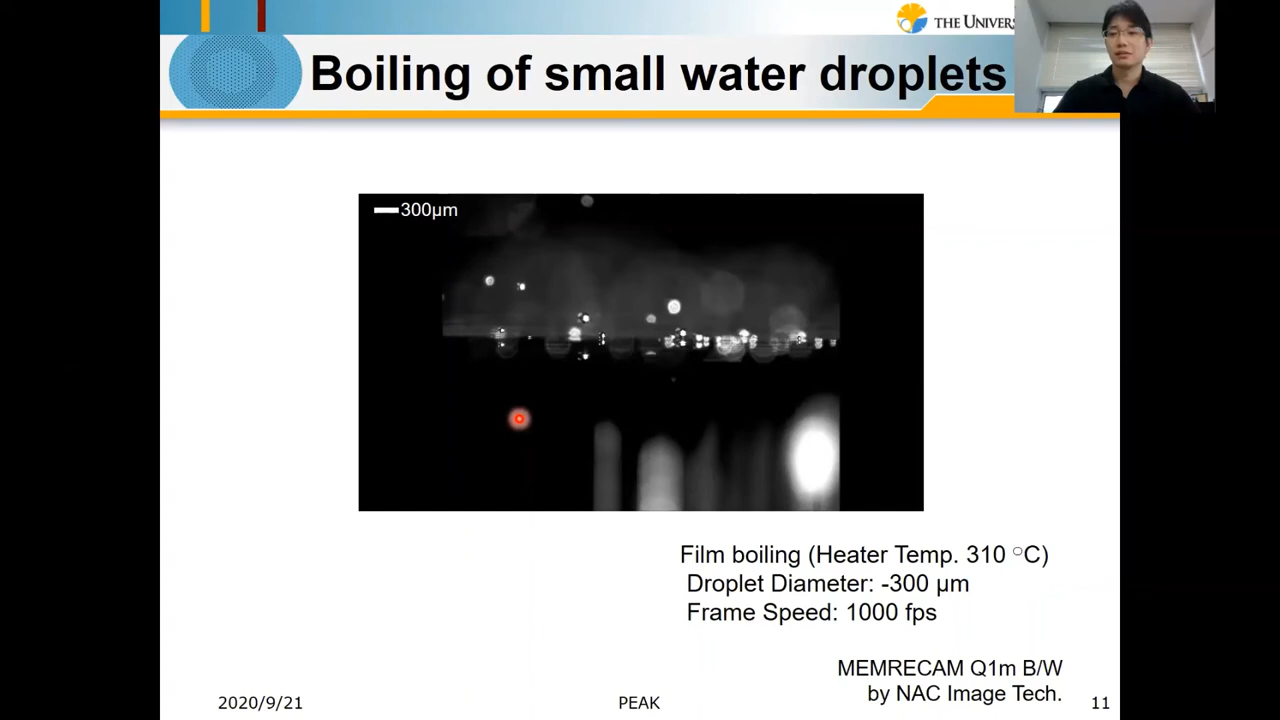 THE UNIVERS
Boiling of small water droplets
300µm
Film boiling (Heater Temp. 310 ○C)
Droplet Diameter: -300 µm
Frame Speed: 1000 fps
MEMRECAM Q1m B/W
by NAC Image Tech.
2020/9/21
PEAK
11